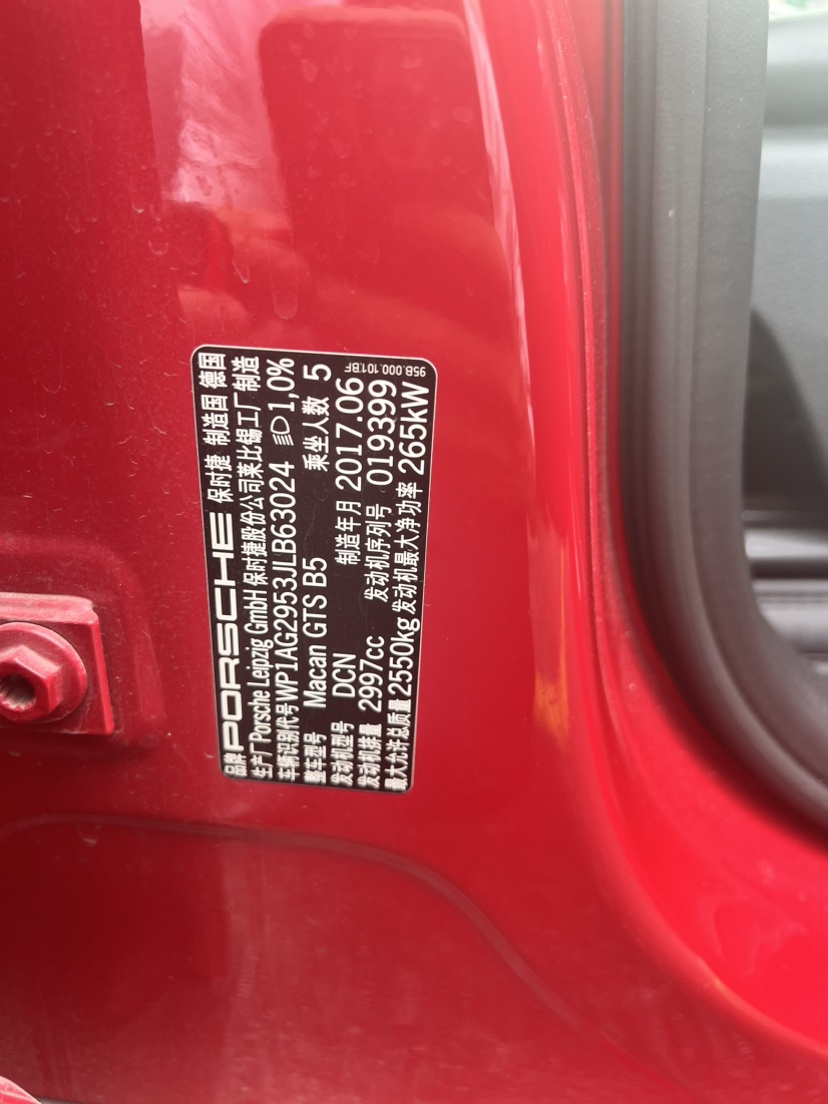 品牌 PORSCHE 保时捷 制造国 德国
生产厂 Porsche Leipzig GmbH 保时捷股份公司莱比锡工厂制造
车辆识别代号 WP1AG2953JLB63024 1,0%
整车型号 Macan GTS B5 乘坐人数 5
发动机型号 DCN 制造年月 2017.06
发动机排量 2997cc 发动机序列号 019399
最大允许总质量 2550kg 发动机最大净功率 265kW
95B.000.101.BF